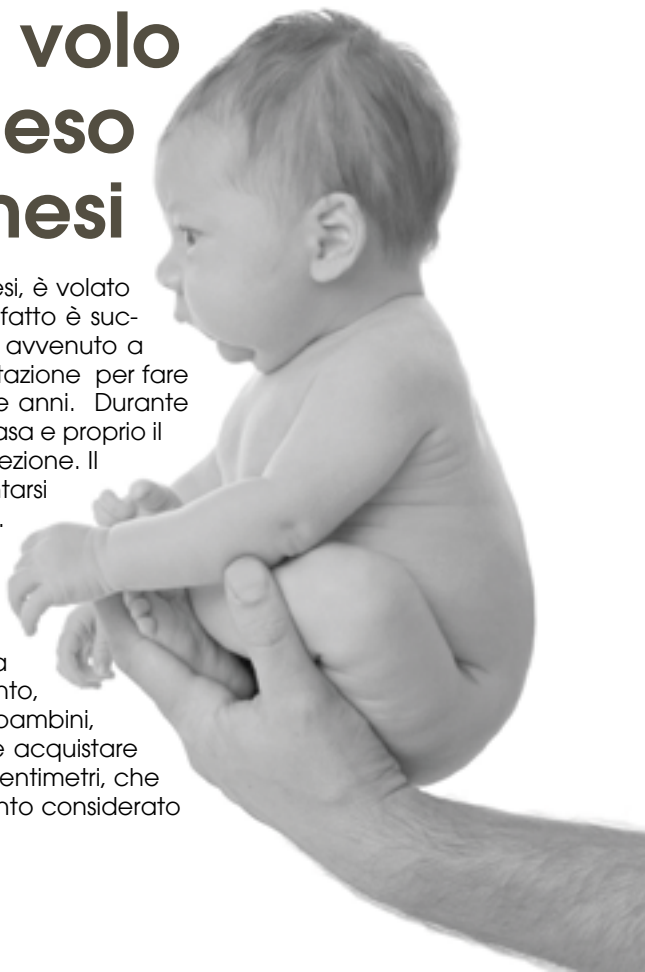 volo
eso
nesi
esi, è volato
fatto è suc-
avvenuto a
tazione per fare
e anni. Durante
asa e proprio il
ezione. Il
tarsi
.
a
nto,
bambini,
e acquistare
entimetri, che
nto considerato